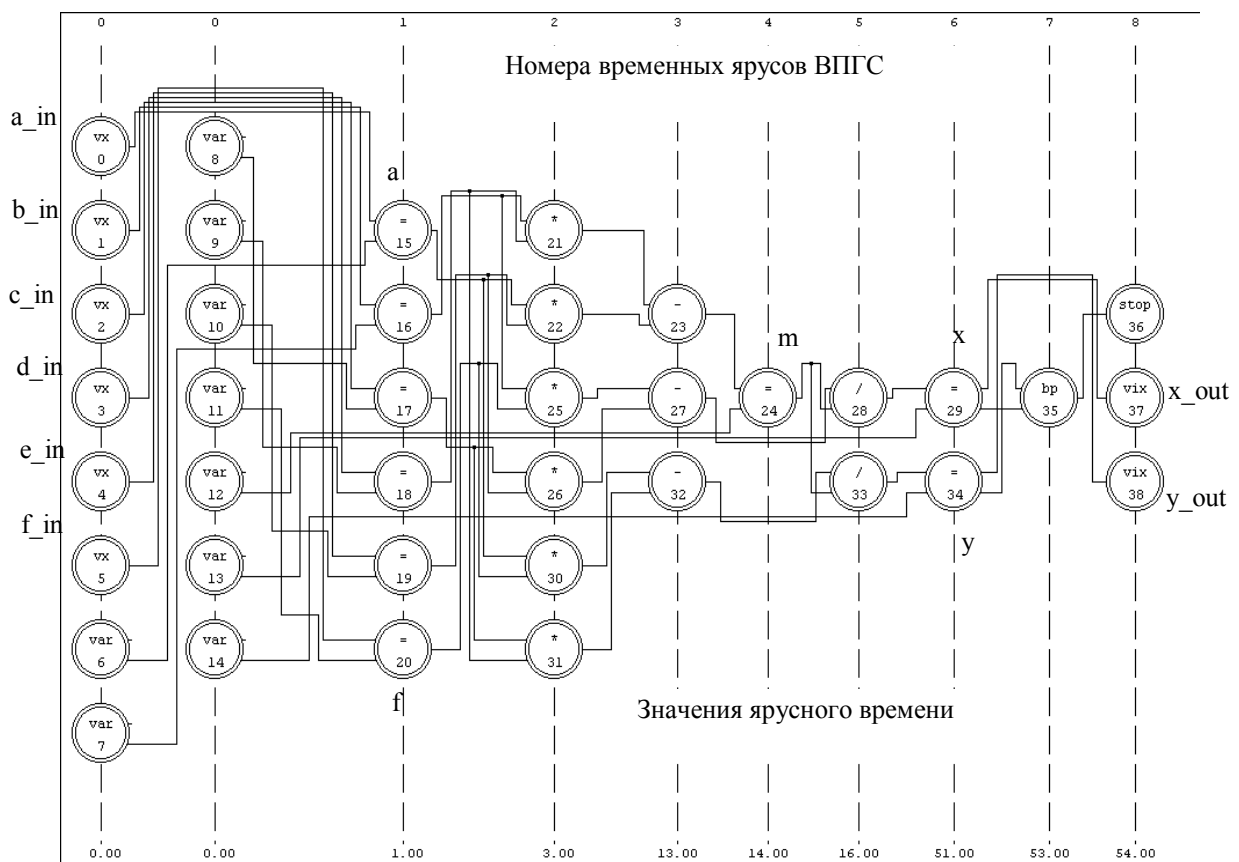 0 0 1 2 3 4 5 6 7 8
Номера временных ярусов ВПГС
a_in
vx
0
var
8
a
b_in
vx
1
var
9
=
15
*
21
c_in
vx
2
var
10
=
16
*
22
-
23
stop
36
m
x
d_in
vx
3
var
11
=
17
*
25
-
27
=
24
/
28
=
29
bp
35
vix
37
x_out
e_in
vx
4
var
12
=
18
*
26
-
32
/
33
=
34
vix
38
y_out
f_in
vx
5
var
13
=
19
*
30
y
var
6
var
14
=
20
*
31
f
Значения ярусного времени
var
7
0.00 0.00 1.00 3.00 13.00 14.00 16.00 51.00 53.00 54.00